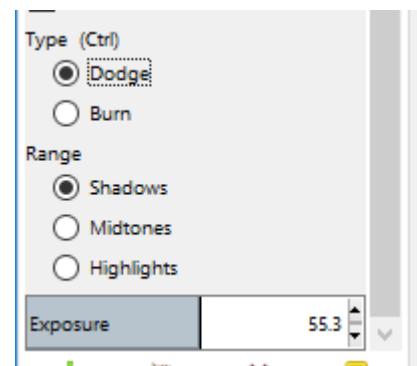 Type (Ctrl)
Dodge
Burn
Range
Shadows
Midtones
Highlights
Exposure 55.3